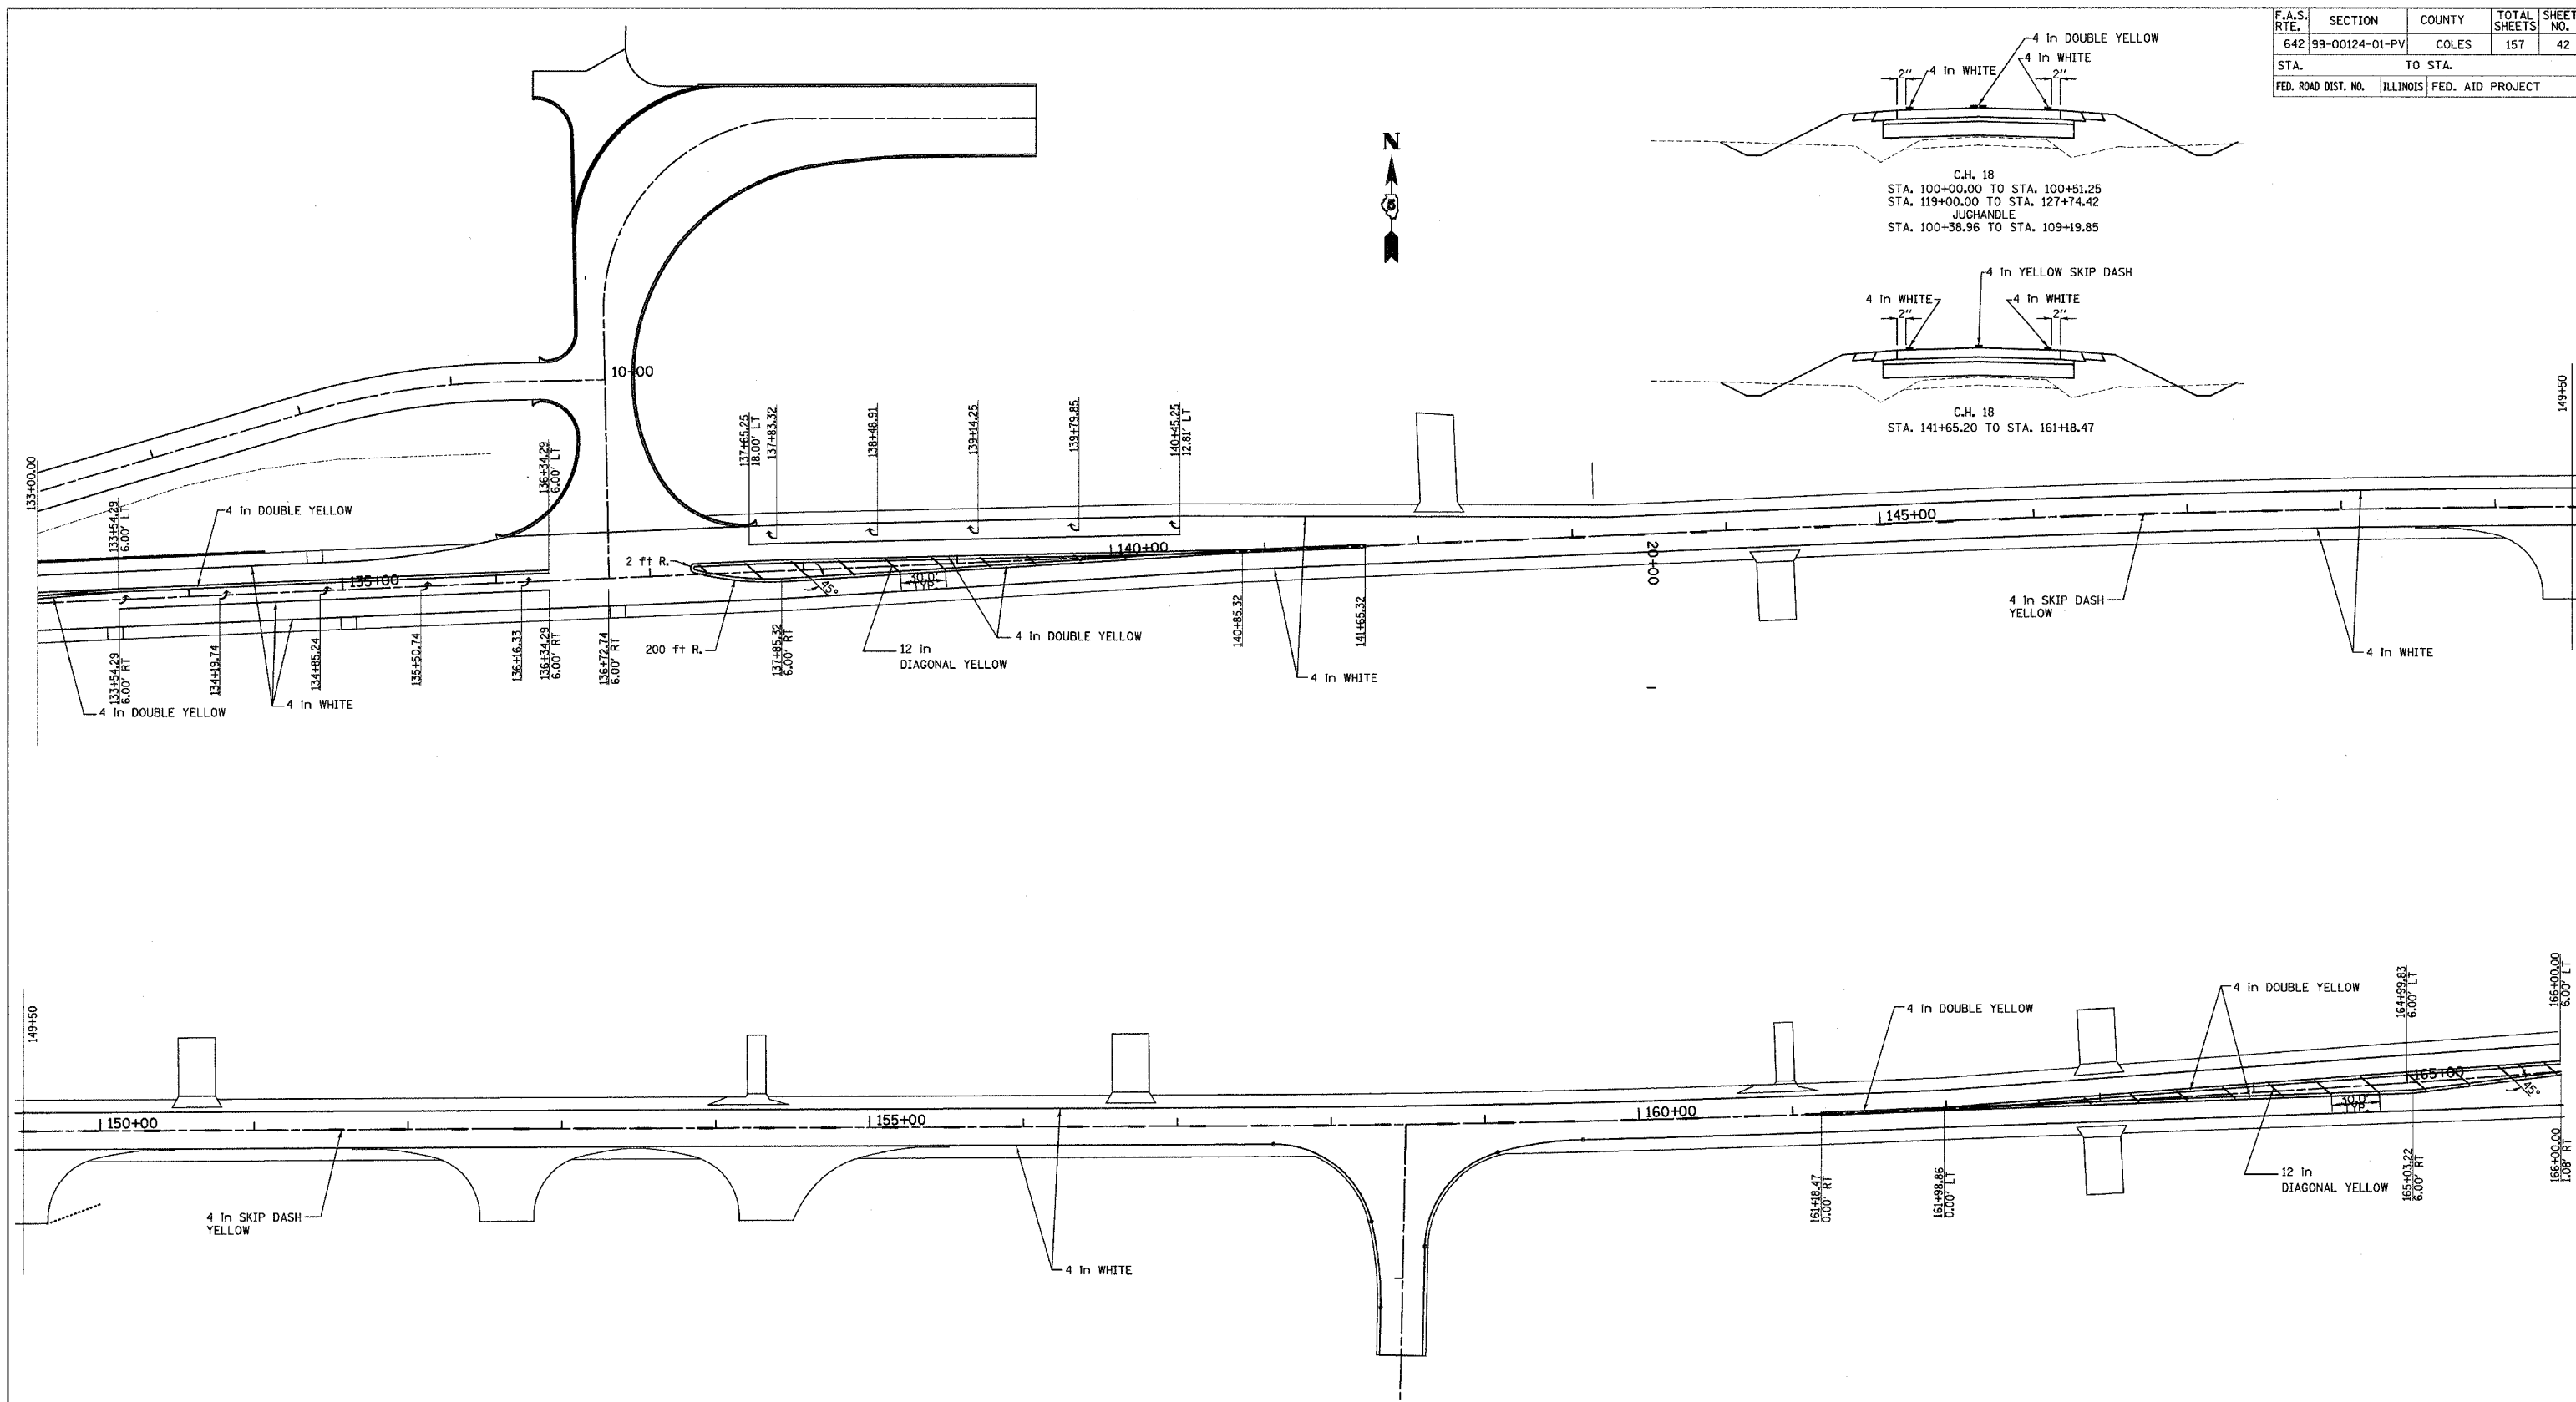 F.A.S. RTE. SECTION COUNTY TOTAL SHEETS SHEET NO.
642 99-00124-01-PV COLES 157 42
STA. TO STA.
FED. ROAD DIST. NO. ILLINOIS FED. AID PROJECT
4 in DOUBLE YELLOW
4 in WHITE
4 in WHITE
2"
2"
C.H. 18
STA. 100+00.00 TO STA. 100+51.25
STA. 119+00.00 TO STA. 127+74.42
JUGHANDLE
STA. 100+38.96 TO STA. 109+19.85
N
5
4 in YELLOW SKIP DASH
4 in WHITE
4 in WHITE
2"
2"
C.H. 18
STA. 141+65.20 TO STA. 161+18.47
10+00
133+00.00
133+54.29
6.00' LT
4 in DOUBLE YELLOW
136+34.29
6.00' LT
137+65.25
18.00' LT
137+83.32
138+48.91
139+14.25
139+79.85
140+45.25
12.81' LT
149+50
135+00
2 ft R.
140+00
145+00
20+00
45°
30.0'
TYP.
200 ft R.
133+54.29
6.00' RT
134+19.74
134+85.24
135+50.74
136+16.33
136+34.29
6.00' RT
136+72.74
6.00' RT
137+85.32
6.00' RT
12 in
DIAGONAL YELLOW
4 in DOUBLE YELLOW
140+85.32
141+65.32
4 in SKIP DASH
YELLOW
4 in WHITE
4 in DOUBLE YELLOW
4 in WHITE
4 in WHITE
149+50
150+00
155+00
160+00
165+00
4 in DOUBLE YELLOW
4 in DOUBLE YELLOW
164+99.83
6.00' LT
166+00.00
6.00' LT
30.0'
TYP.
45°
4 in SKIP DASH
YELLOW
4 in WHITE
161+18.47
0.00' RT
161+98.86
0.00' LT
12 in
DIAGONAL YELLOW
165+03.22
6.00' RT
166+00.00
1.08' RT